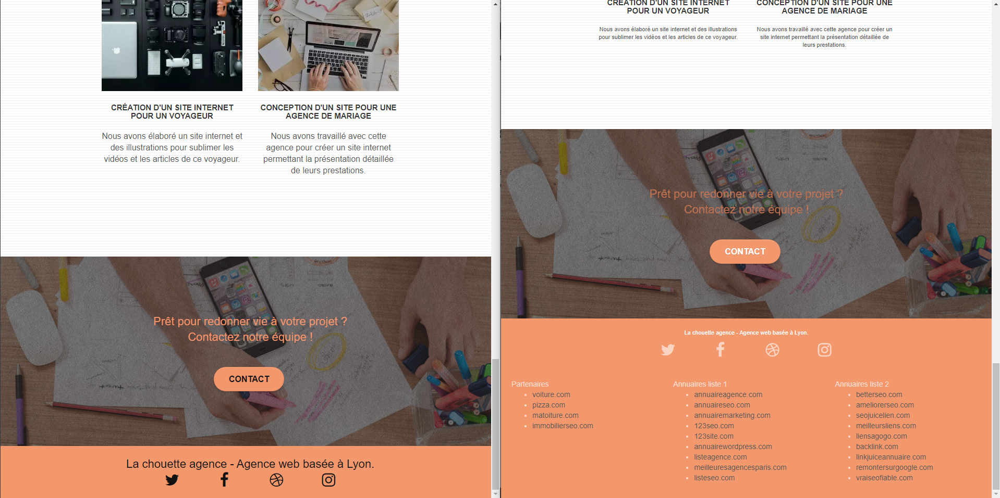 CRÉATION D'UN SITE INTERNET
POUR UN VOYAGEUR
Nous avons élaboré un site internet et
des illustrations pour sublimer les
vidéos et les articles de ce voyageur.
CONCEPTION D'UN SITE POUR UNE
AGENCE DE MARIAGE
Nous avons travaillé avec cette
agence pour créer un site internet
permettant la présentation détaillée
de leurs prestations.
Prêt pour redonner vie à votre projet ?
Contactez notre équipe !
CONTACT
La chouette agence - Agence web basée à Lyon.
CRÉATION D'UN SITE INTERNET
POUR UN VOYAGEUR
Nous avons élaboré un site internet et des illustrations
pour sublimer les vidéos et les articles de ce voyageur.
CONCEPTION D'UN SITE POUR UNE
AGENCE DE MARIAGE
Nous avons travaillé avec cette agence pour créer un
site internet permettant la présentation détaillée de
leurs prestations.
Prêt pour redonner vie à votre projet ?
Contactez notre équipe !
CONTACT
La chouette agence - Agence web basée à Lyon.
Partenaires
voiture.com
pizza.com
matoiture.com
immobilierseo.com
Annuaires liste 1
annuaireagence.com
annuaireseo.com
annuairemarketing.com
123seo.com
123site.com
annuairewordpress.com
listeagence.com
meilleuresagencesparis.com
listeseo.com
Annuaires liste 2
betterseo.com
ameliorerseo.com
seojuicelien.com
meilleursliens.com
liensagogo.com
backlink.com
linkjuiceannuaire.com
remontersurgoogle.com
vraiseofiable.com